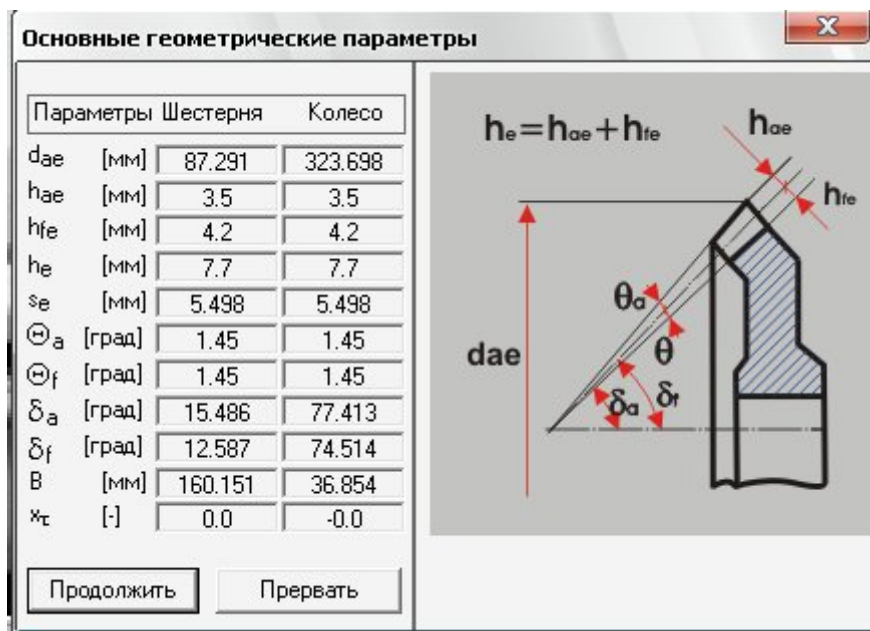 Основные геометрические параметры
Параметры Шестерня Колесо
dae [мм] 87.291 323.698
hae [мм] 3.5 3.5
hfe [мм] 4.2 4.2
he [мм] 7.7 7.7
se [мм] 5.498 5.498
Θa [град] 1.45 1.45
Θf [град] 1.45 1.45
δa [град] 15.486 77.413
δf [град] 12.587 74.514
B [мм] 160.151 36.854
xτ [-] 0.0 -0.0
Продолжить Прервать
he=hae+hfe
hae
hfe
θa
θ
dae
δa
δf